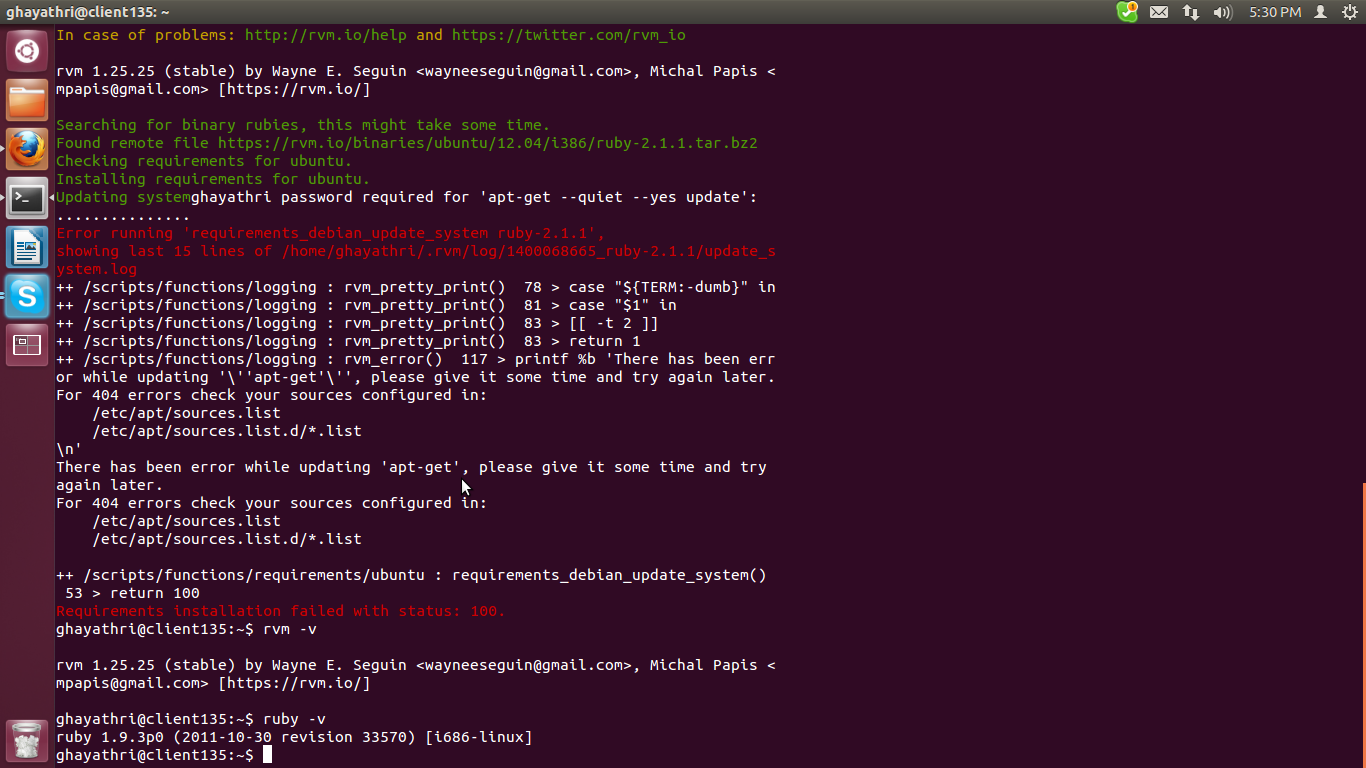 ghayathri@client135: ~
5:30 PM
In case of problems: http://rvm.io/help and https://twitter.com/rvm_io
rvm 1.25.25 (stable) by Wayne E. Seguin <wayneeseguin@gmail.com>, Michal Papis <
mpapis@gmail.com> [https://rvm.io/]
Searching for binary rubies, this might take some time.
Found remote file https://rvm.io/binaries/ubuntu/12.04/i386/ruby-2.1.1.tar.bz2
Checking requirements for ubuntu.
Installing requirements for ubuntu.
Updating systemghayathri password required for 'apt-get --quiet --yes update':
...............
Error running 'requirements_debian_update_system ruby-2.1.1',
showing last 15 lines of /home/ghayathri/.rvm/log/1400068665_ruby-2.1.1/update_s
ystem.log
++ /scripts/functions/logging : rvm_pretty_print()  78 > case "${TERM:-dumb}" in
++ /scripts/functions/logging : rvm_pretty_print()  81 > case "$1" in
++ /scripts/functions/logging : rvm_pretty_print()  83 > [[ -t 2 ]]
++ /scripts/functions/logging : rvm_pretty_print()  83 > return 1
++ /scripts/functions/logging : rvm_error()  117 > printf %b 'There has been err
or while updating '\''apt-get'\'', please give it some time and try again later.
For 404 errors check your sources configured in:
    /etc/apt/sources.list
    /etc/apt/sources.list.d/*.list
\n'
There has been error while updating 'apt-get', please give it some time and try
again later.
For 404 errors check your sources configured in:
    /etc/apt/sources.list
    /etc/apt/sources.list.d/*.list
++ /scripts/functions/requirements/ubuntu : requirements_debian_update_system()
 53 > return 100
Requirements installation failed with status: 100.
ghayathri@client135:~$ rvm -v
rvm 1.25.25 (stable) by Wayne E. Seguin <wayneeseguin@gmail.com>, Michal Papis <
mpapis@gmail.com> [https://rvm.io/]
ghayathri@client135:~$ ruby -v
ruby 1.9.3p0 (2011-10-30 revision 33570) [i686-linux]
ghayathri@client135:~$